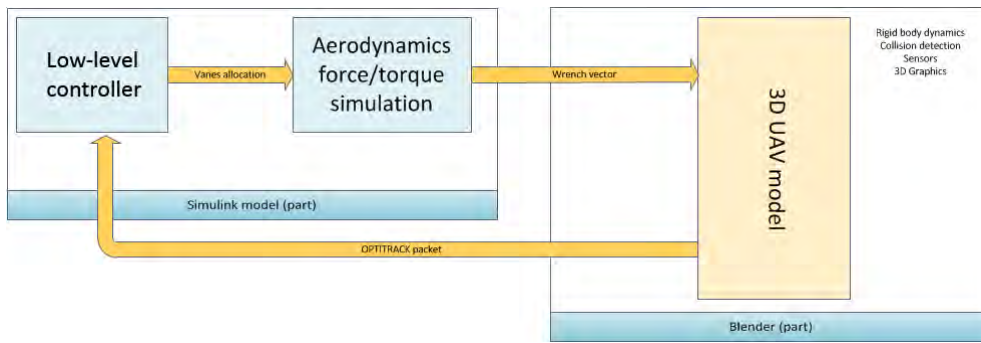 Low-level
controller
Varies allocation
Aerodynamics
force/torque
simulation
Wrench vector
3D UAV model
Rigid body dynamics
Collision detection
Sensors
3D Graphics
Simulink model (part)
OPTITRACK packet
Blender (part)